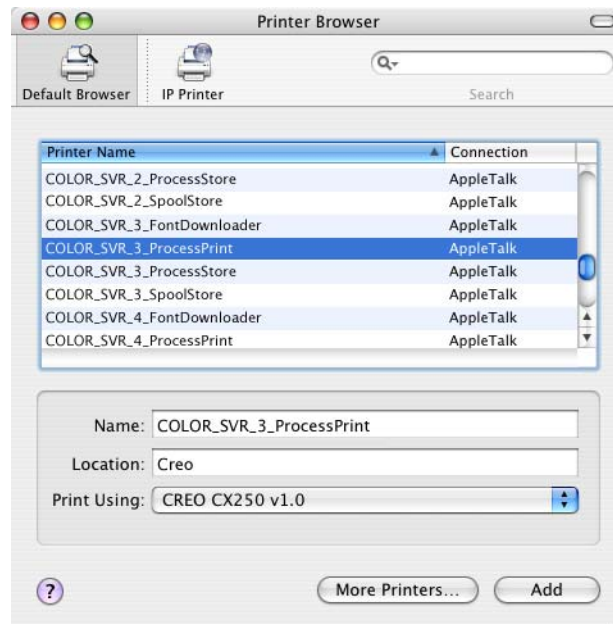 Printer Browser
Default Browser
IP Printer
Search
Printer Name Connection
COLOR_SVR_2_ProcessStore AppleTalk
COLOR_SVR_2_SpoolStore AppleTalk
COLOR_SVR_3_FontDownloader AppleTalk
COLOR_SVR_3_ProcessPrint AppleTalk
COLOR_SVR_3_ProcessStore AppleTalk
COLOR_SVR_3_SpoolStore AppleTalk
COLOR_SVR_4_FontDownloader AppleTalk
COLOR_SVR_4_ProcessPrint AppleTalk
Name: COLOR_SVR_3_ProcessPrint
Location: Creo
Print Using: CREO CX250 v1.0
? More Printers... Add